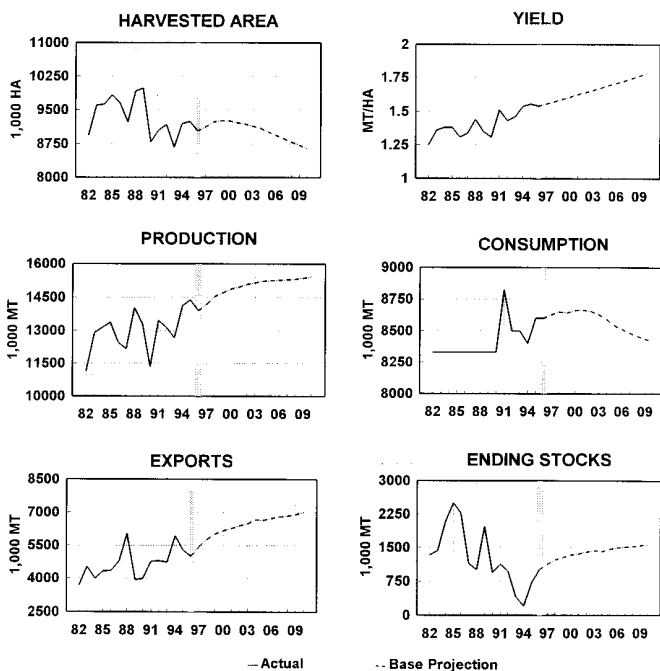 HARVESTED AREA
1,000 HA
11000
10250
9500
8750
8000
82 85 88 91 94 97 00 03 06 09
YIELD
MT/HA
2
1.75
1.5
1.25
1
82 85 88 91 94 97 00 03 06 09
PRODUCTION
1,000 MT
16000
14500
13000
11500
10000
82 85 88 91 94 97 00 03 06 09
CONSUMPTION
1,000 MT
9000
8750
8500
8250
8000
82 85 88 91 94 97 00 03 06 09
EXPORTS
1,000 MT
8500
7000
5500
4000
2500
82 85 88 91 94 97 00 03 06 09
ENDING STOCKS
1,000 MT
3000
2250
1500
750
0
82 85 88 91 94 97 00 03 06 09
Actual
Base Projection